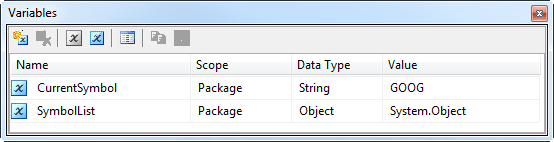 Variables
Name Scope Data Type Value
CurrentSymbol Package String GOOG
SymbolList Package Object System.Object